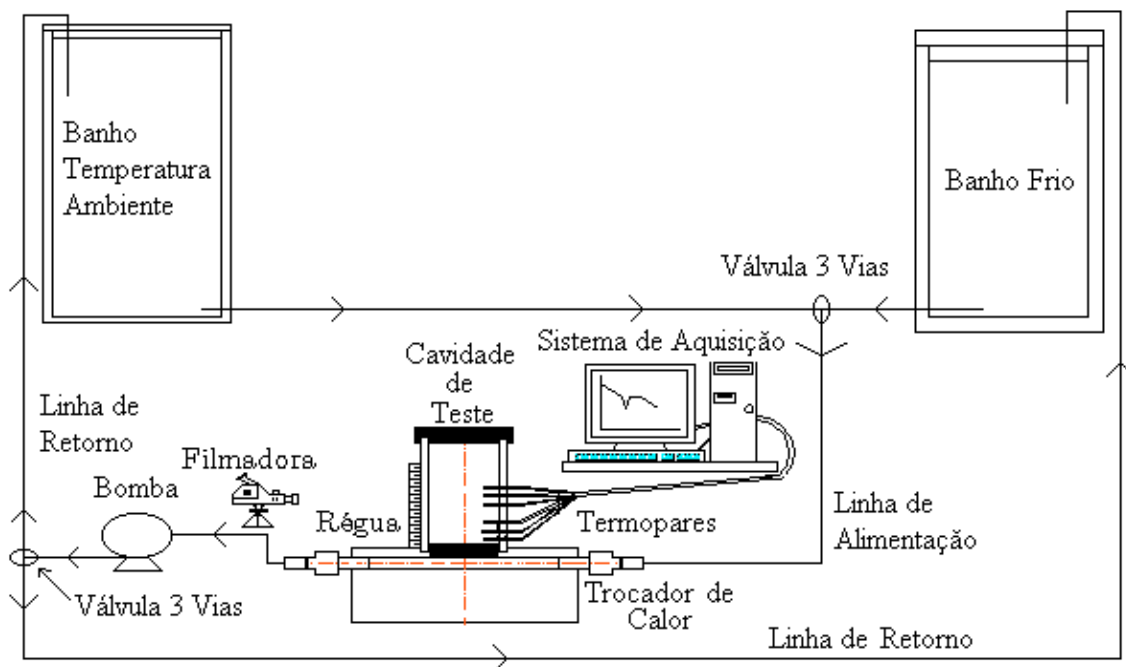 Banho
Temperatura
Ambiente
Banho Frio
Válvula 3 Vias
Sistema de Aquisição
Cavidade
de
Teste
Linha de
Retorno
Filmadora
Bomba
Régua
Termopares
Linha de
Alimentação
Válvula 3 Vias
Trocador de
Calor
Linha de Retorno